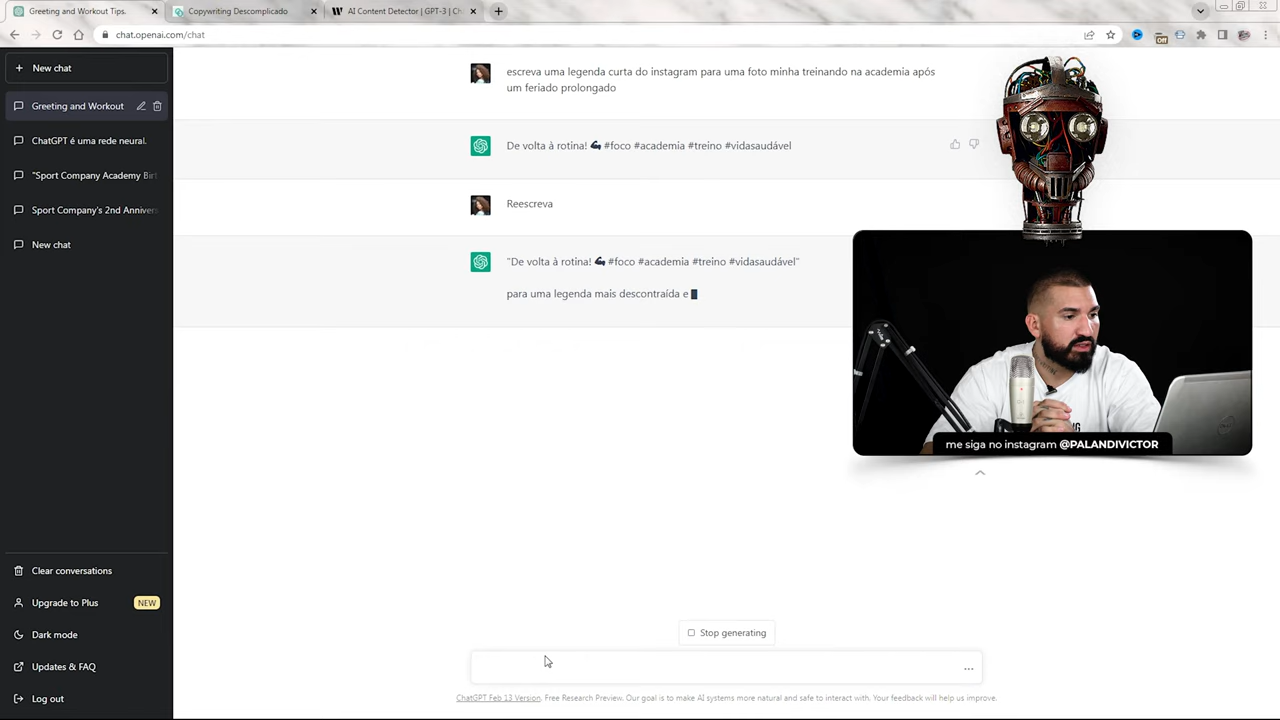 Greeting and Workout Tips.
Copywriting Descomplicado
AI Content Detector | GPT-3 | Ch
chat.openai.com/chat
Off
New chat
Greeting and Workout
ChatGPT é uma rede neural.
"Sport Company Academy Birt
Sport Company's 2nd Annivers
New chat
Clear conversations
Upgrade to Plus
NEW
Dark mode
Updates & FAQ
Log out
escreva uma legenda curta do instagram para uma foto minha treinando na academia após
um feriado prolongado
De volta à rotina! 💪 #foco #academia #treino #vidasaudável
Reescreva
"De volta à rotina! 💪 #foco #academia #treino #vidasaudável"
para uma legenda mais descontraída e
me siga no instagram @PALANDIVICTOR
Stop generating
ChatGPT Feb 13 Version. Free Research Preview. Our goal is to make AI systems more natural and safe to interact with. Your feedback will help us improve.